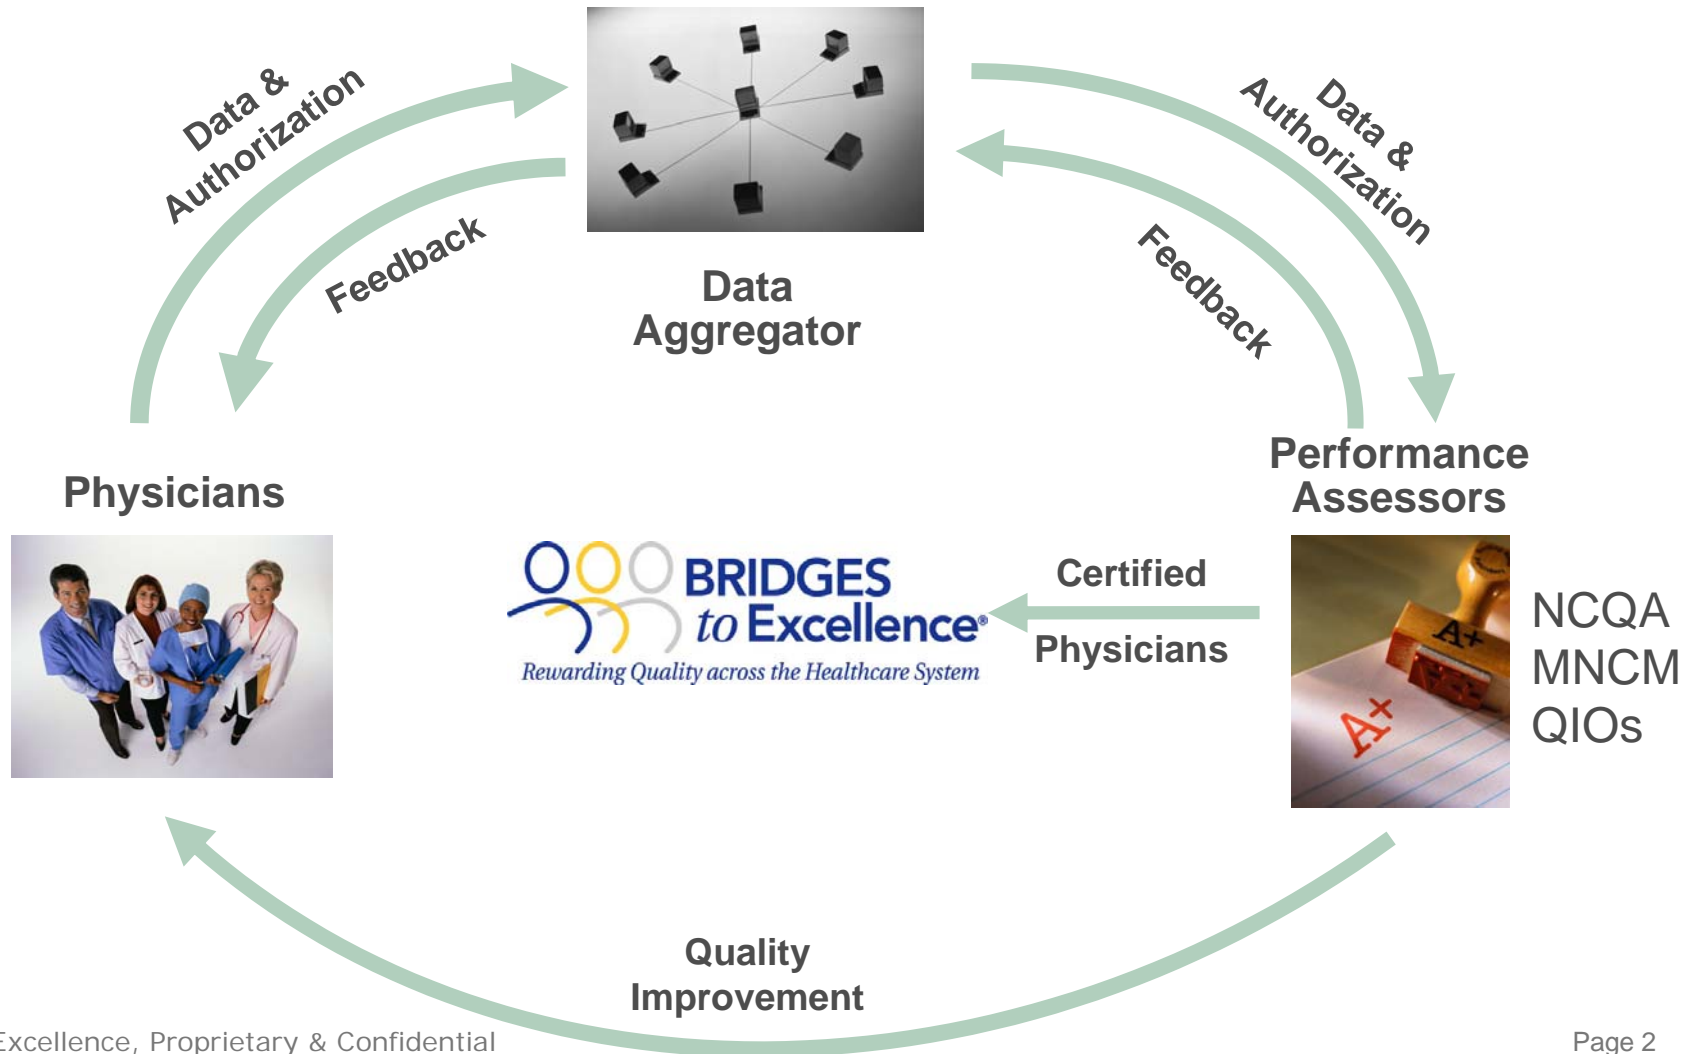 Data &
Authorization
Feedback
Data
Aggregator
Data &
Authorization
Feedback
Physicians
Performance
Assessors
BRIDGES
to Excellence®
Rewarding Quality across the Healthcare System
Certified
Physicians
A+
A+
NCQA
MNCM
QIOs
Quality
Improvement
Excellence, Proprietary & Confidential
Page 2